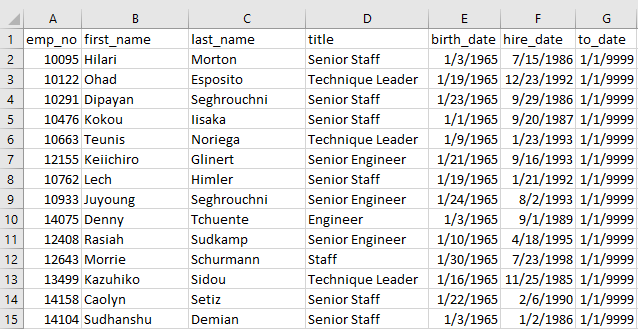 A B C D E F G
1 emp_no first_name last_name title birth_date hire_date to_date
2 10095 Hilari Morton Senior Staff 1/3/1965 7/15/1986 1/1/9999
3 10122 Ohad Esposito Technique Leader 1/19/1965 12/23/1992 1/1/9999
4 10291 Dipayan Seghrouchni Senior Staff 1/23/1965 9/29/1986 1/1/9999
5 10476 Kokou Iisaka Senior Staff 1/1/1965 9/20/1987 1/1/9999
6 10663 Teunis Noriega Technique Leader 1/9/1965 1/23/1993 1/1/9999
7 12155 Keiichiro Glinert Senior Engineer 1/21/1965 9/16/1993 1/1/9999
8 10762 Lech Himler Senior Staff 1/19/1965 1/21/1992 1/1/9999
9 10933 Juyoung Seghrouchni Senior Engineer 1/24/1965 8/2/1993 1/1/9999
10 14075 Denny Tchuente Engineer 1/3/1965 9/1/1989 1/1/9999
11 12408 Rasiah Sudkamp Senior Engineer 1/10/1965 4/18/1995 1/1/9999
12 12643 Morrie Schurmann Staff 1/30/1965 7/23/1998 1/1/9999
13 13499 Kazuhiko Sidou Technique Leader 1/16/1965 11/25/1985 1/1/9999
14 14158 Caolyn Setiz Senior Staff 1/22/1965 2/6/1990 1/1/9999
15 14104 Sudhanshu Demian Senior Staff 1/3/1965 1/2/1986 1/1/9999